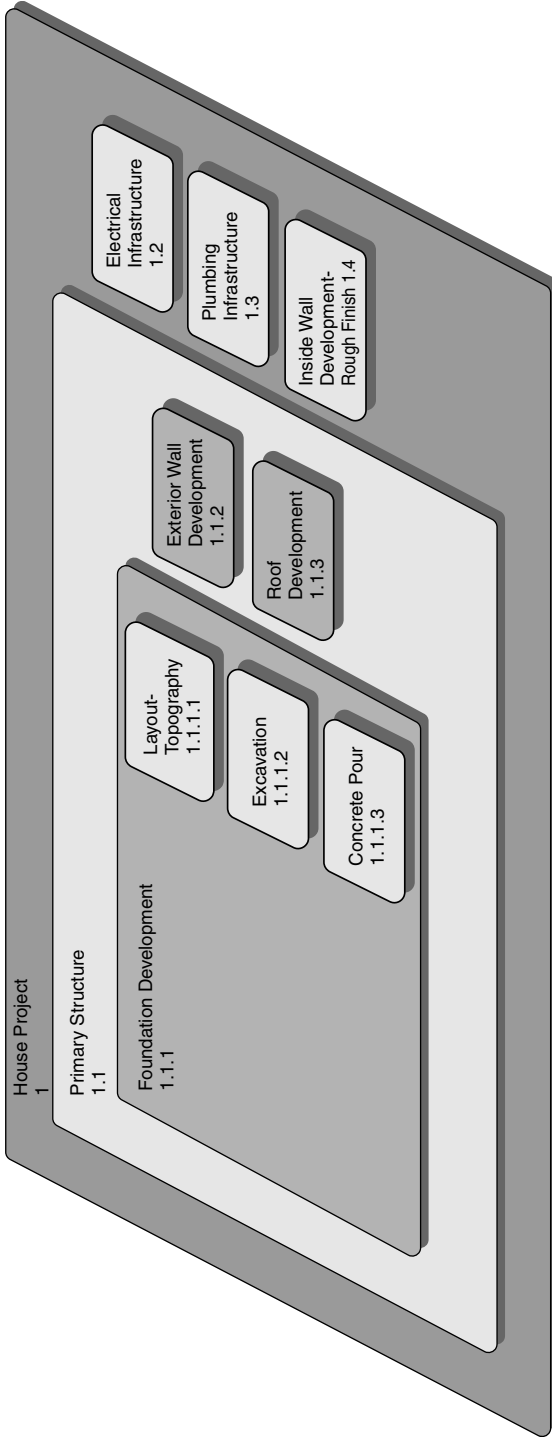 House Project
1
Primary Structure
1.1
Foundation Development
1.1.1
Layout-
Topography
1.1.1.1
Excavation
1.1.1.2
Concrete Pour
1.1.1.3
Exterior Wall
Development
1.1.2
Roof
Development
1.1.3
Electrical
Infrastructure
1.2
Plumbing
Infrastructure
1.3
Inside Wall
Development-
Rough Finish 1.4